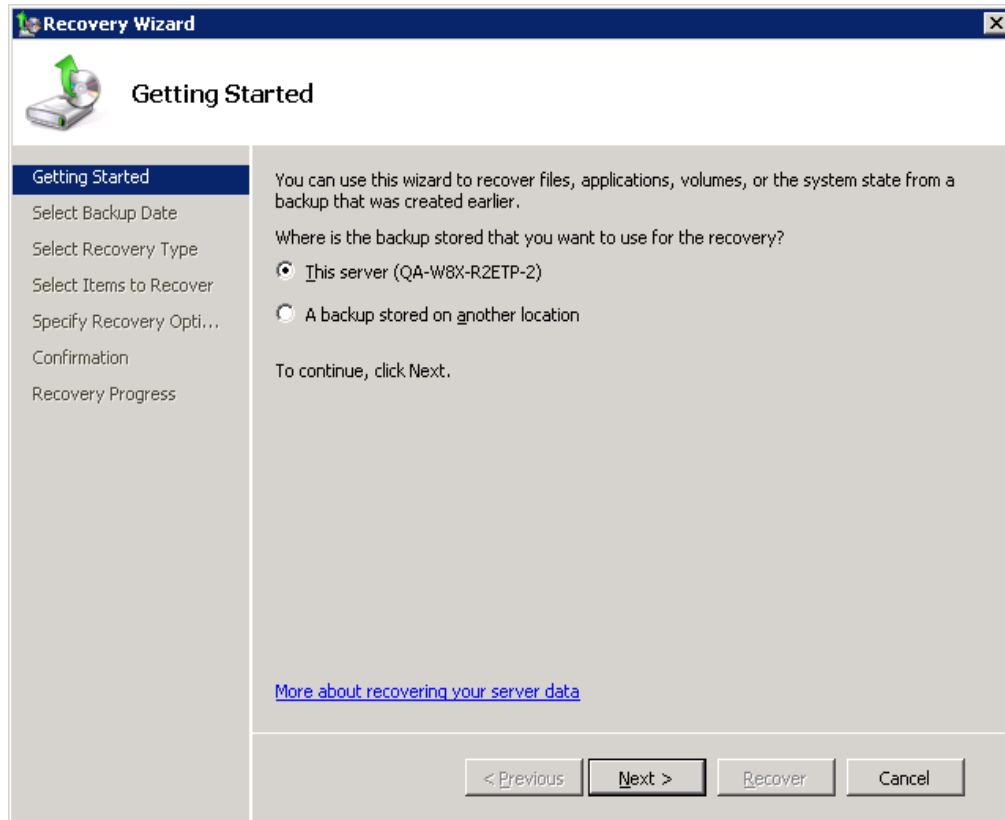 Recovery Wizard
Getting Started
Getting Started
Select Backup Date
Select Recovery Type
Select Items to Recover
Specify Recovery Opti...
Confirmation
Recovery Progress
You can use this wizard to recover files, applications, volumes, or the system state from a
backup that was created earlier.
Where is the backup stored that you want to use for the recovery?
This server (QA-W8X-R2ETP-2)
A backup stored on another location
To continue, click Next.
More about recovering your server data
< Previous
Next >
Recover
Cancel